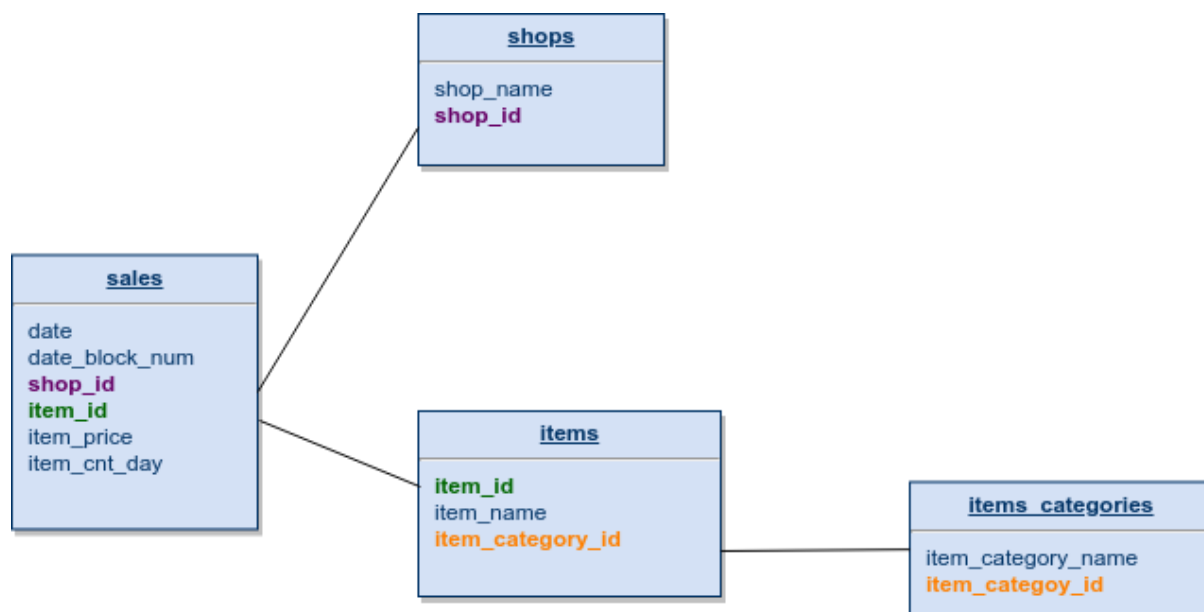 shops
shop_name
shop_id
sales
date
date_block_num
shop_id
item_id
item_price
item_cnt_day
items
item_id
item_name
item_category_id
items_categories
item_category_name
item_categoy_id